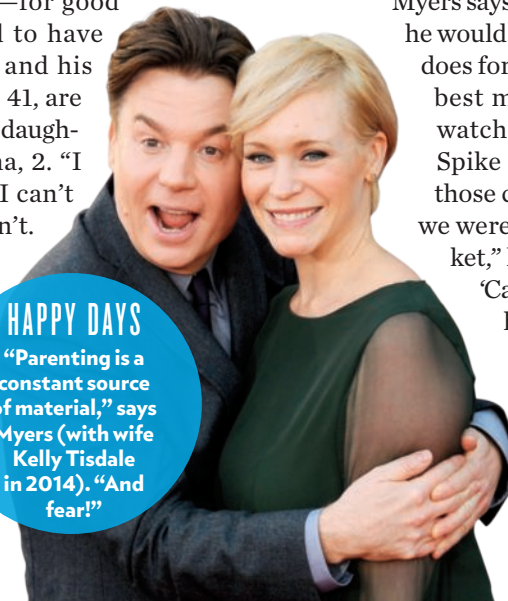 —for good
to have
and his
41, are
daugh-
2. “I
I can’t
HAPPY DAYS
“Parenting is a
constant source
of material,” says
Myers (with wife
Kelly Tisdale
in 2014). “And
fear!”
Myers says
he would
does for
best
watch
Spike
those
we were
ket,”